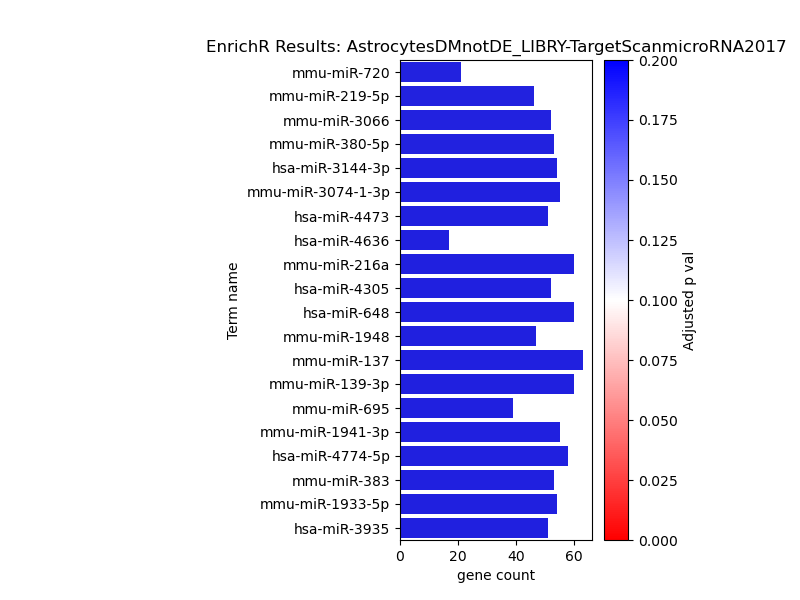 EnrichR Results: AstrocytesDMnotDE_LIBRY-TargetScanmicroRNA2017
mmu-miR-720
mmu-miR-219-5p
mmu-miR-3066
mmu-miR-380-5p
hsa-miR-3144-3p
mmu-miR-3074-1-3p
hsa-miR-4473
hsa-miR-4636
mmu-miR-216a
hsa-miR-4305
hsa-miR-648
mmu-miR-1948
mmu-miR-137
mmu-miR-139-3p
mmu-miR-695
mmu-miR-1941-3p
hsa-miR-4774-5p
mmu-miR-383
mmu-miR-1933-5p
hsa-miR-3935
Term name
0 20 40 60
gene count
0.200
0.175
0.150
0.125
0.100
0.075
0.050
0.025
0.000
Adjusted p val